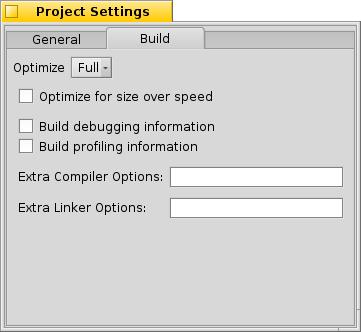 Project Settings
General
Build
Optimize Full
Optimize for size over speed
Build debugging information
Build profiling information
Extra Compiler Options:
Extra Linker Options: